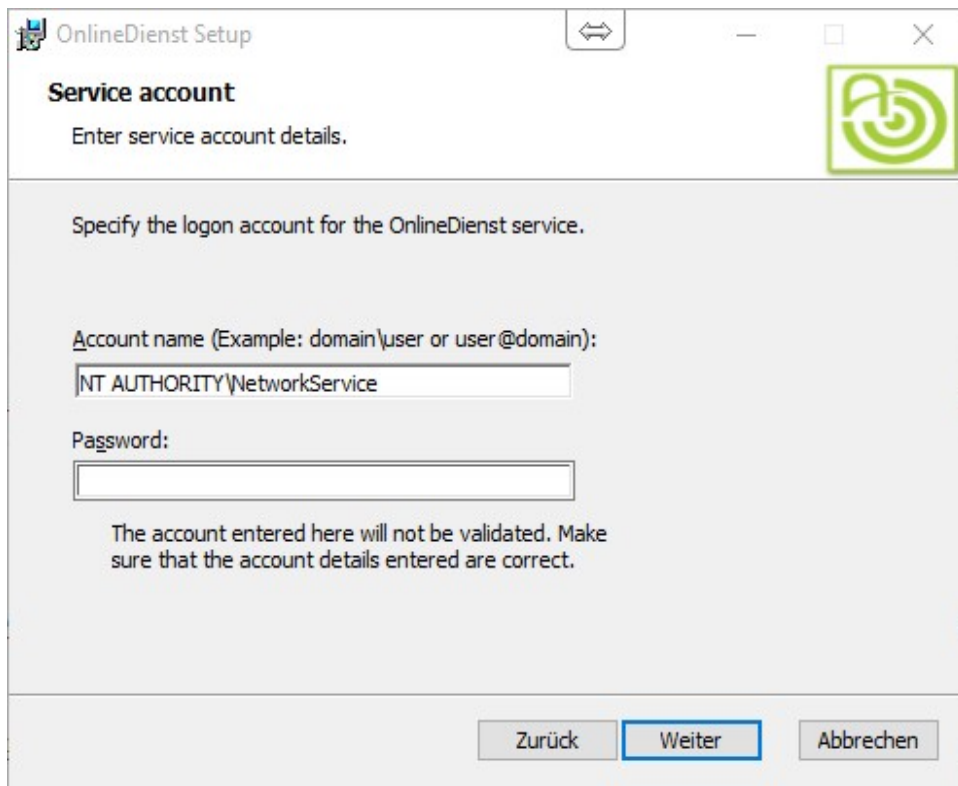 OnlineDienst Setup
Service account
Enter service account details.
Specify the logon account for the OnlineDienst service.
Account name (Example: domain\user or user@domain):
NT AUTHORITY\NetworkService
Password:
The account entered here will not be validated. Make
sure that the account details entered are correct.
Zurück Weiter Abbrechen